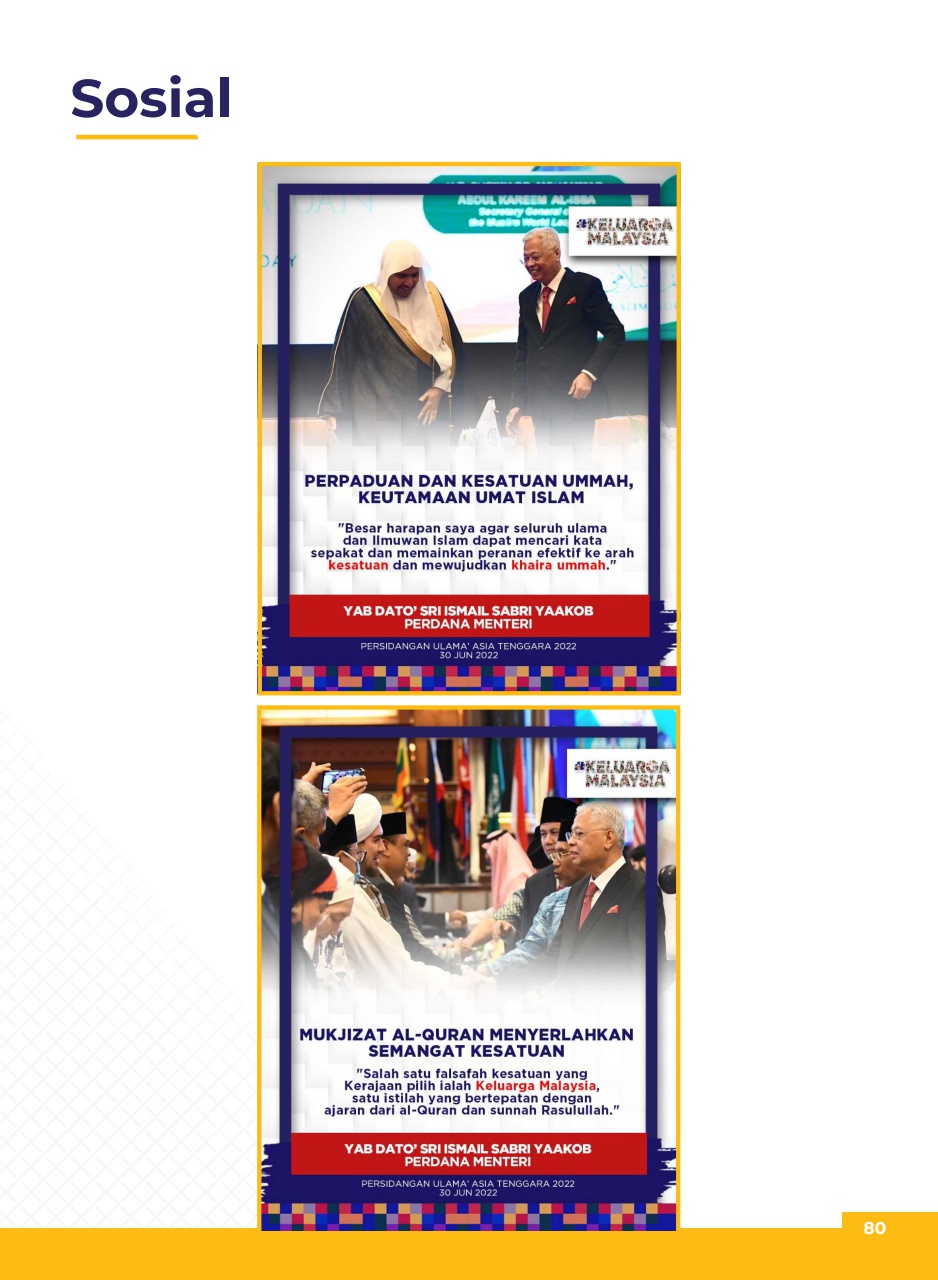 Sosial
ABDUL KAREEM AL-ISSA
Secretary General
the Muslim World
#KELUARGA
MALAYSIA
PERPADUAN DAN KESATUAN UMMAH,
KEUTAMAAN UMAT ISLAM
"Besar harapan saya agar seluruh ulama
dan Ilmuwan Islam dapat mencari kata
sepakat dan memainkan peranan efektif ke arah
kesatuan dan mewujudkan khaira ummah."
YAB DATO' SRI ISMAIL SABRI YAAKOB
PERDANA MENTERI
PERSIDANGAN ULAMA' ASIA TENGGARA 2022
30 JUN 2022
#KELUARGA
MALAYSIA
MUKJIZAT AL-QURAN MENYERLAHKAN
SEMANGAT KESATUAN
"Salah satu falsafah kesatuan yang
Kerajaan pilih ialah Keluarga Malaysia,
satu istilah yang bertepatan dengan
ajaran dari al-Quran dan sunnah Rasulullah."
YAB DATO' SRI ISMAIL SABRI YAAKOB
PERDANA MENTERI
PERSIDANGAN ULAMA' ASIA TENGGARA 2022
30 JUN 2022
80